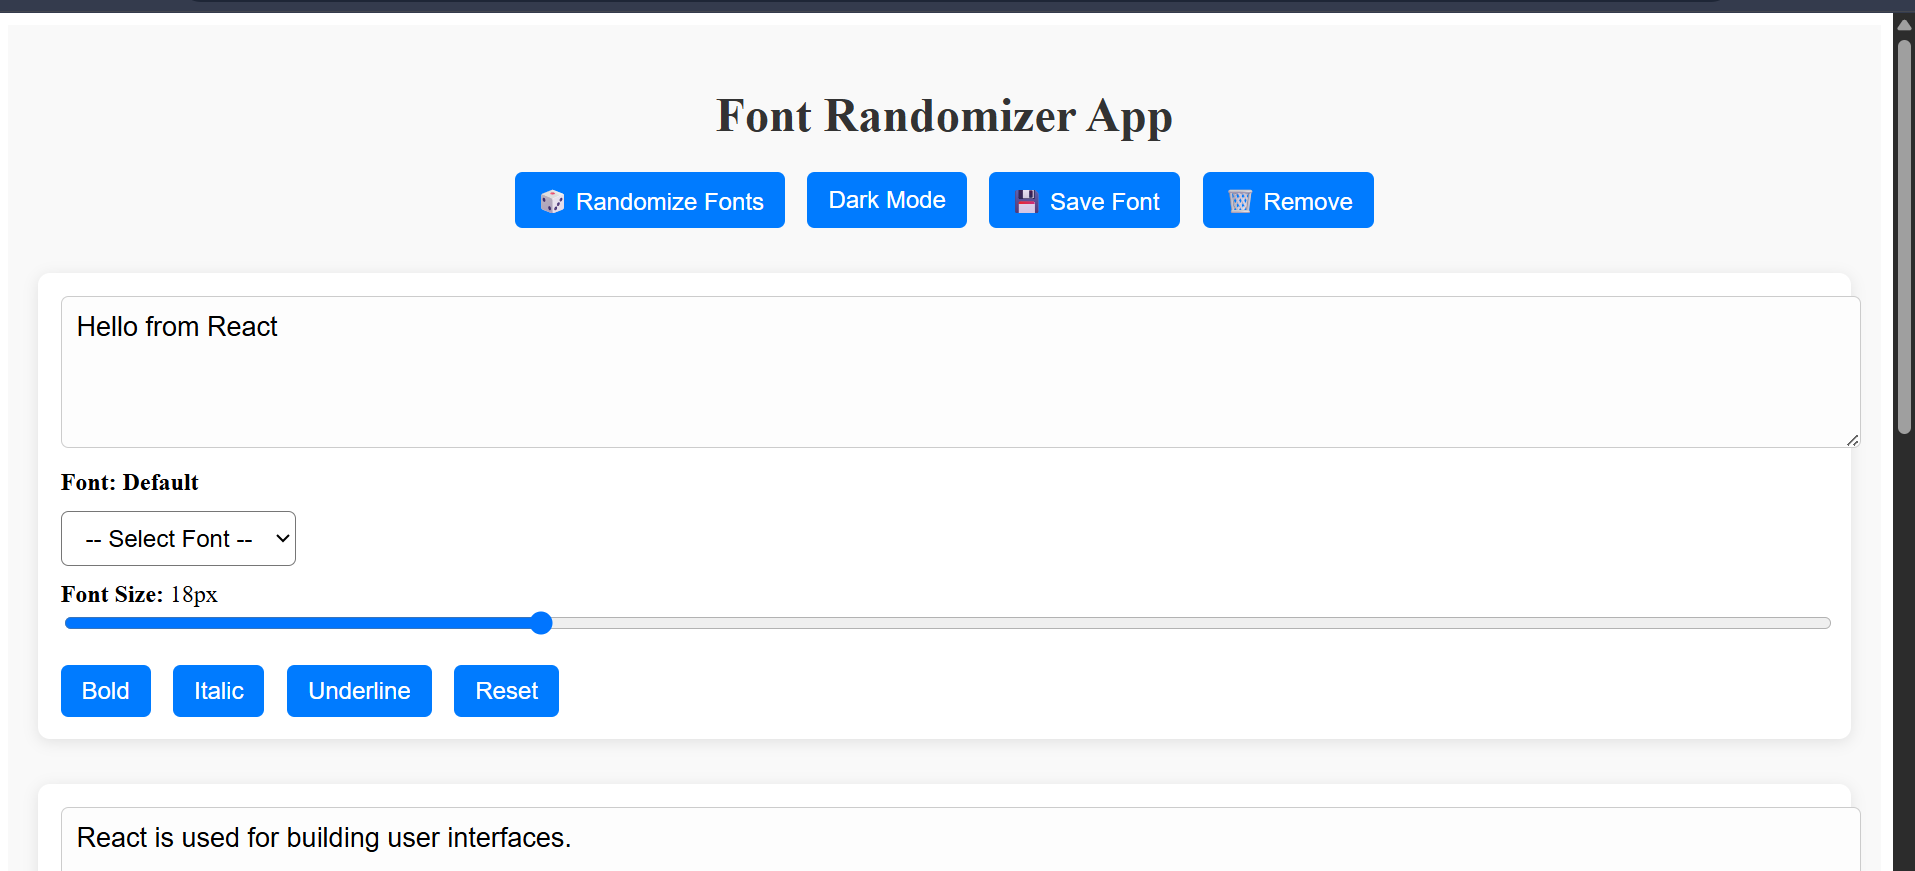 Font Randomizer App
🎲 Randomize Fonts Dark Mode 💾 Save Font 🗑️ Remove
Hello from React
Font: Default
-- Select Font --
Font Size: 18px
Bold Italic Underline Reset
React is used for building user interfaces.